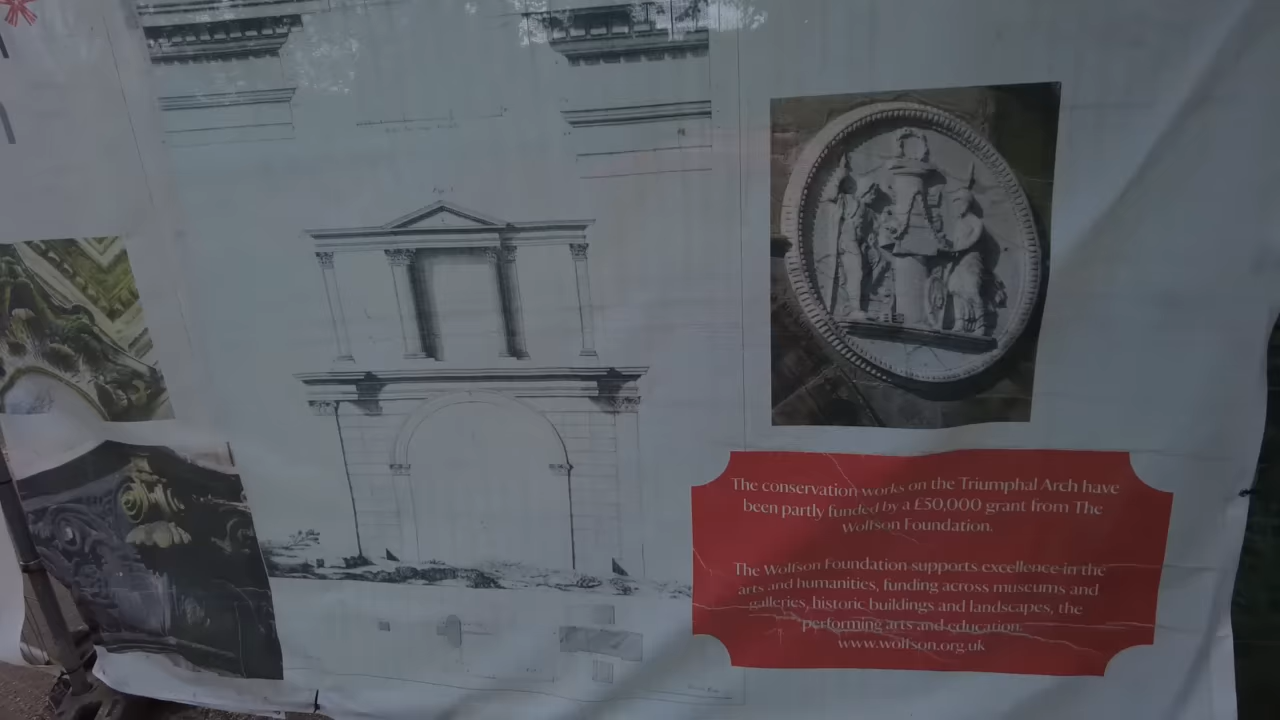 The conservation works on the Triumphal Arch have
been partly funded by a £50,000 grant from The
Wolfson Foundation.
The Wolfson Foundation supports excellence in the
arts and humanities, funding across museums and
galleries, historic buildings and landscapes, the
performing arts and education.
www.wolfson.org.uk